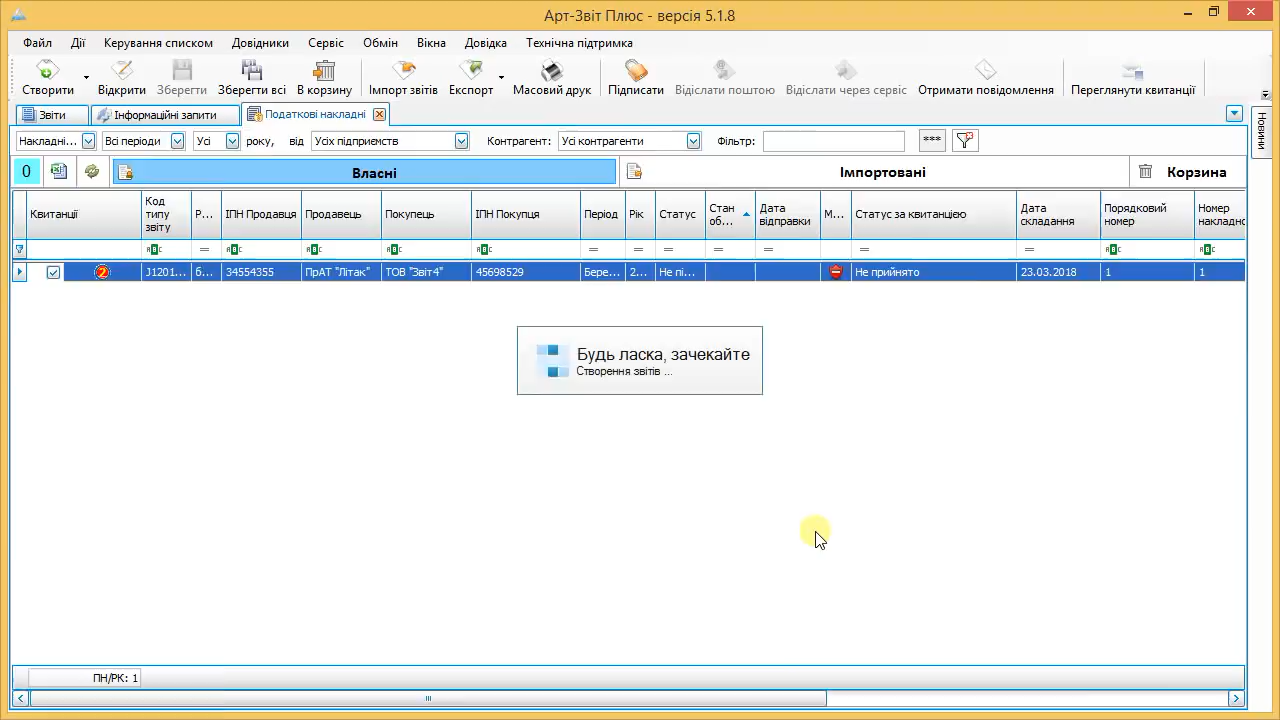 Арт-Звіт Плюс - версія 5.1.8
Файл Дії Керування списком Довідники Сервіс Обмін Вікна Довідка Технічна підтримка
Створити Відкрити Зберегти Зберегти всі В корзину Імпорт звітів Експорт Масовий друк Підписати Відіслати поштою Відіслати через сервіс Отримати повідомлення Переглянути квитанції
Звіти Інформаційні запити Податкові накладні
Новини
Накладні... Всі періоди Усі року, від Усіх підприємств Контрагент: Усі контрагенти Фільтр: ***
0 Власні Імпортовані Корзина
Квитанції Код типу звіту Р... ІПН Продавця Продавець Покупець ІПН Покупця Період Рік Статус Стан об... Дата відправки М... Статус за квитанцією Дата складання Порядковий номер Номер накладно
2 J1201... б... 34554355 ПрАТ "Літак" ТОВ "Звіт4" 45698529 Бере... 2... Не пі... Не прийнято 23.03.2018 1 1
Будь ласка, зачекайте
Створення звітів ...
ПН/РК: 1